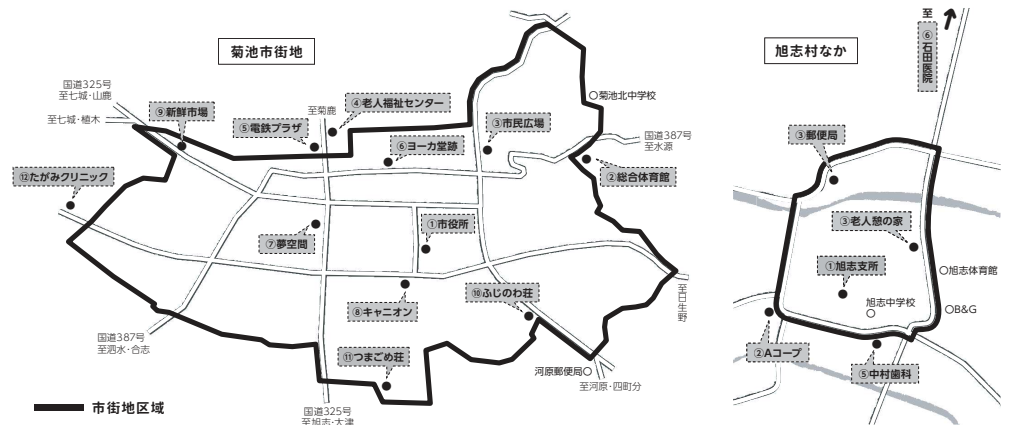 菊池市街地
国道325号
至七城・山鹿
至七城・植木
⑨新鮮市場
至菊鹿
④老人福祉センター
⑤電鉄プラザ
⑥ヨーカ堂跡
③市民広場
菊池北中学校
国道387号
至水源
②総合体育館
⑫たがみクリニック
①市役所
⑦夢空間
⑧キャニオン
⑩ふじのわ荘
至日生野
国道387号
至泗水・合志
⑪つまごめ荘
河原郵便局
至河原・四町分
国道325号
至旭志・大津
市街地区域
旭志村なか
至
⑥石田医院
③郵便局
③老人憩の家
①旭志支所
旭志体育館
旭志中学校
B&G
②Aコープ
⑤中村歯科